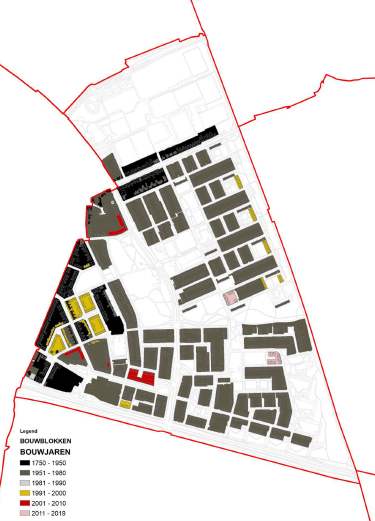 Legend
BOUWBLOKKEN
BOUWJAREN
1750 - 1950
1951 - 1980
1981 - 1990
1991 - 2000
2001 - 2010
2011 - 2019